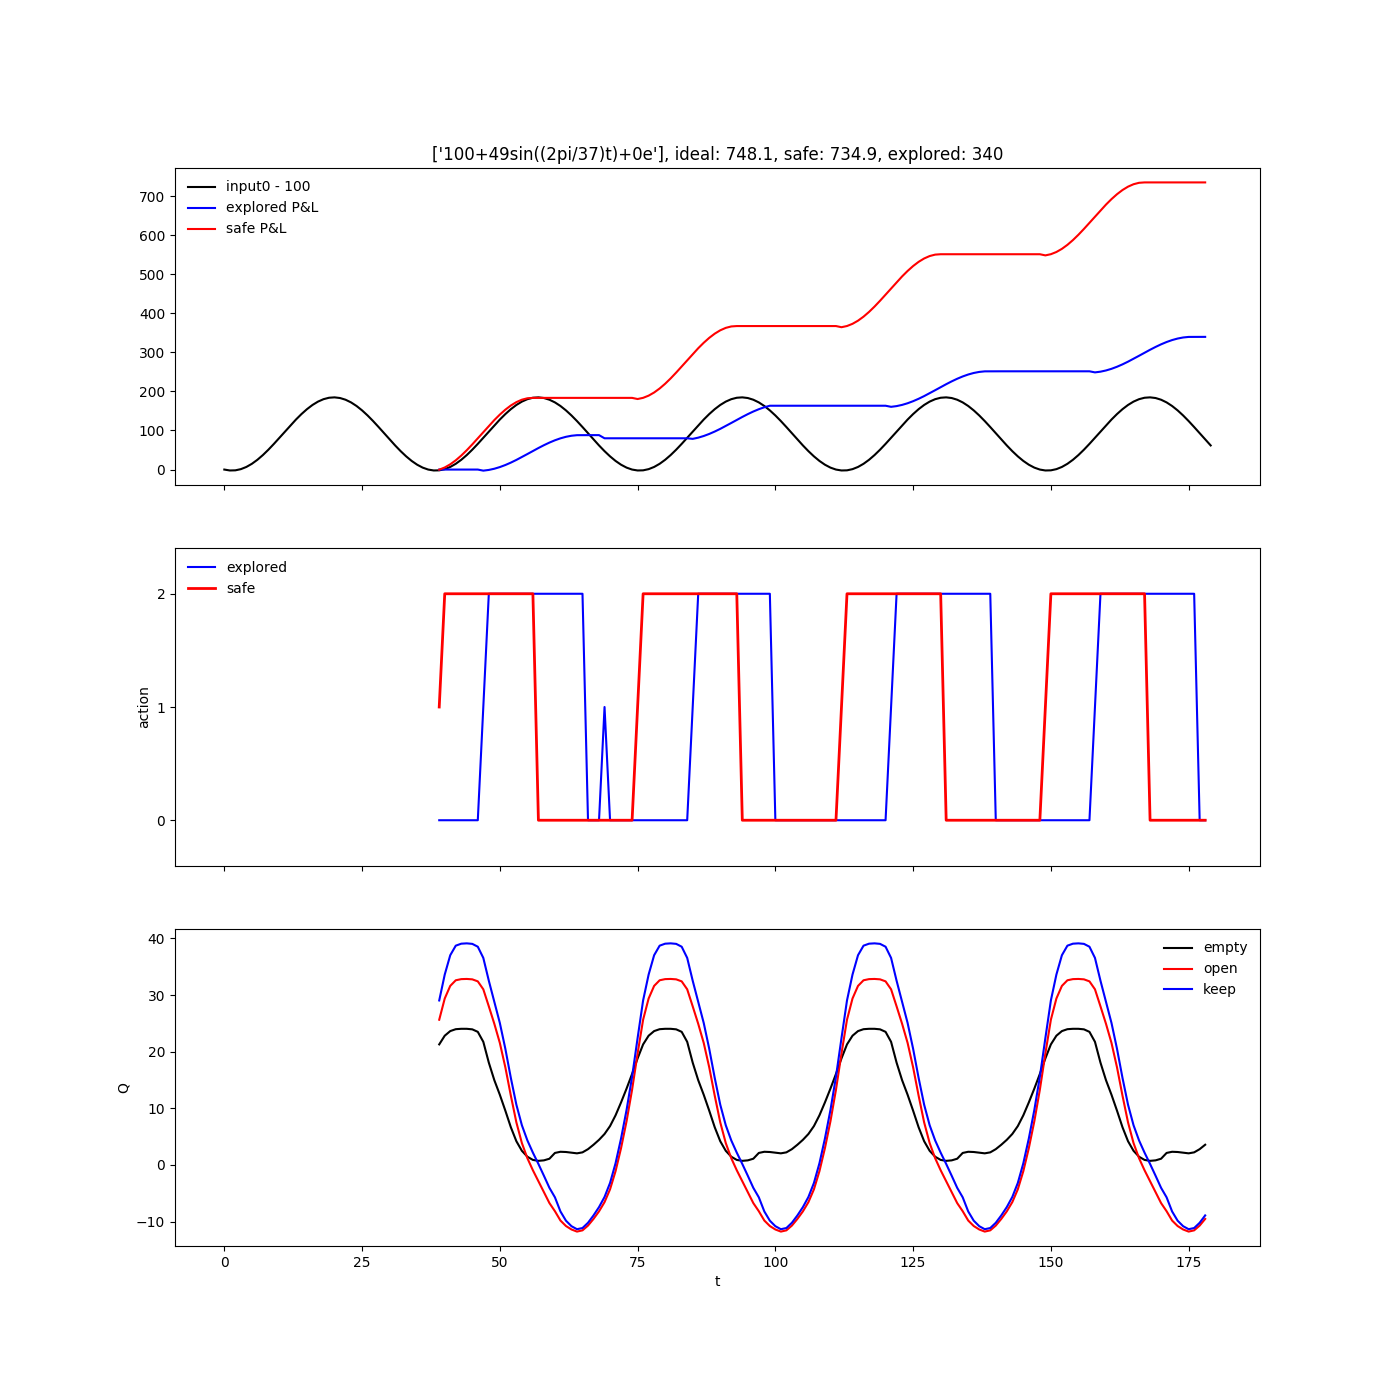 ['100+49sin((2pi/37)t)+0e'], ideal: 748.1, safe: 734.9, explored: 340
input0 - 100
explored P&L
safe P&L
700
600
500
400
300
200
100
0
explored
safe
2
1
0
action
empty
open
keep
40
30
20
10
0
−10
Q
0 25 50 75 100 125 150 175
t